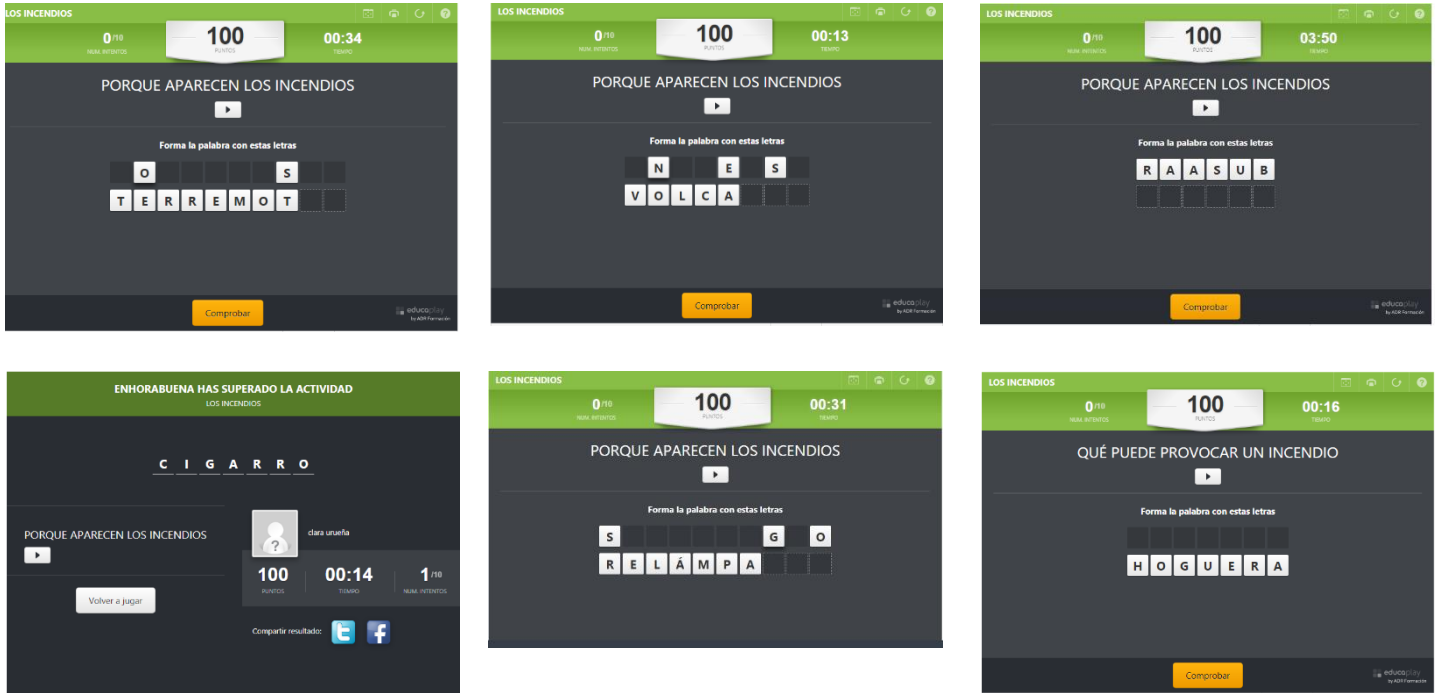 LOS INCENDIOS
0/10
NUM. INTENTOS
100
PUNTOS
00:34
TIEMPO
PORQUE APARECEN LOS INCENDIOS
Forma la palabra con estas letras
O S
T E R R E M O T
Comprobar
educaplay
by ADR Formación
LOS INCENDIOS
0/10
NUM. INTENTOS
100
PUNTOS
00:13
TIEMPO
PORQUE APARECEN LOS INCENDIOS
Forma la palabra con estas letras
N E S
V O L C A
Comprobar
educaplay
by ADR Formación
LOS INCENDIOS
0/10
NUM. INTENTOS
100
PUNTOS
03:50
TIEMPO
PORQUE APARECEN LOS INCENDIOS
Forma la palabra con estas letras
R A A S U B
Comprobar
educaplay
by ADR Formación
ENHORABUENA HAS SUPERADO LA ACTIVIDAD
LOS INCENDIOS
C I G A R R O
PORQUE APARECEN LOS INCENDIOS
Volver a jugar
clara urueña
100
PUNTOS
00:14
TIEMPO
1/10
NUM. INTENTOS
Compartir resultado:
LOS INCENDIOS
0/10
NUM. INTENTOS
100
PUNTOS
00:31
TIEMPO
PORQUE APARECEN LOS INCENDIOS
Forma la palabra con estas letras
S G O
R E L Á M P A
LOS INCENDIOS
0/10
NUM. INTENTOS
100
PUNTOS
00:16
TIEMPO
QUÉ PUEDE PROVOCAR UN INCENDIO
Forma la palabra con estas letras
H O G U E R A
Comprobar
educaplay
by ADR Formación